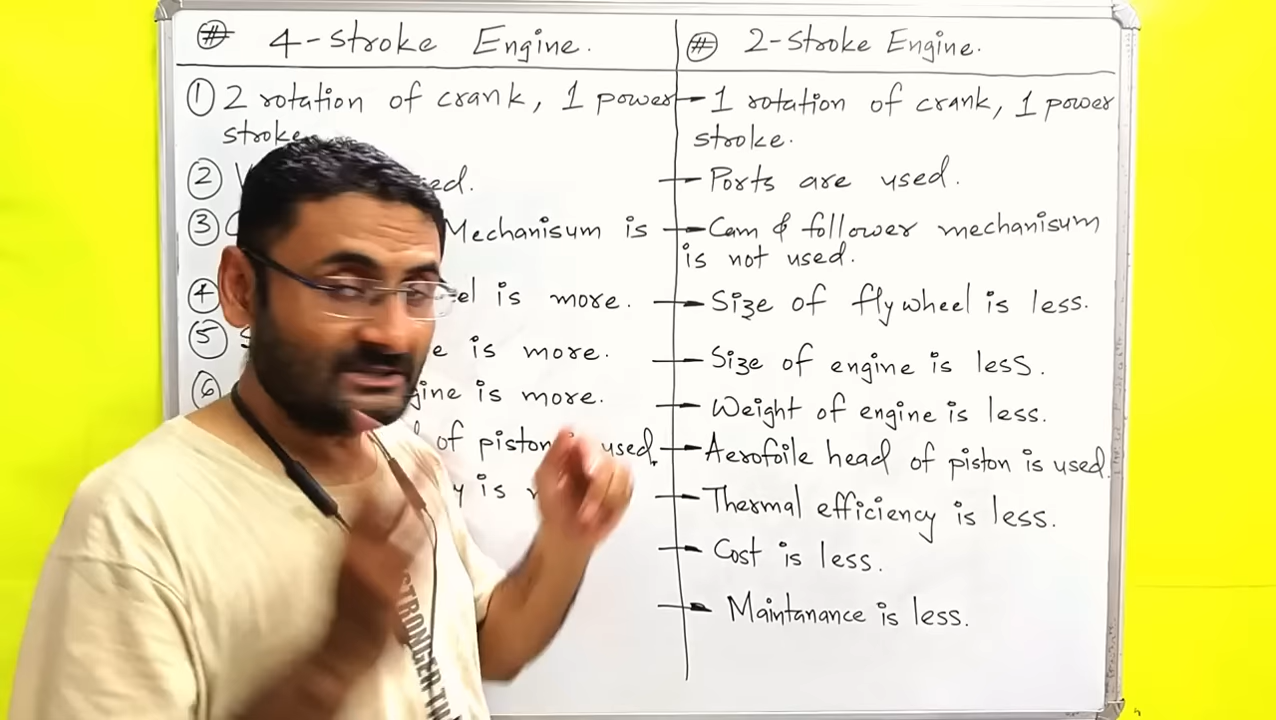 # 4-stroke Engine.
① 2 rotation of crank, 1 power
stroke
②
③ Mechanisum is
④ is more.
⑤ is more.
⑥ is more.
of piston used.
is
# 2-stroke Engine.
1 rotation of crank, 1 power
stroke.
Ports are used.
Cam & follower mechanisum
is not used.
Size of flywheel is less.
Size of engine is less.
Weight of engine is less.
Aerofoile head of piston is used.
Thermal efficiency is less.
Cost is less.
Maintanance is less.
STRONGER